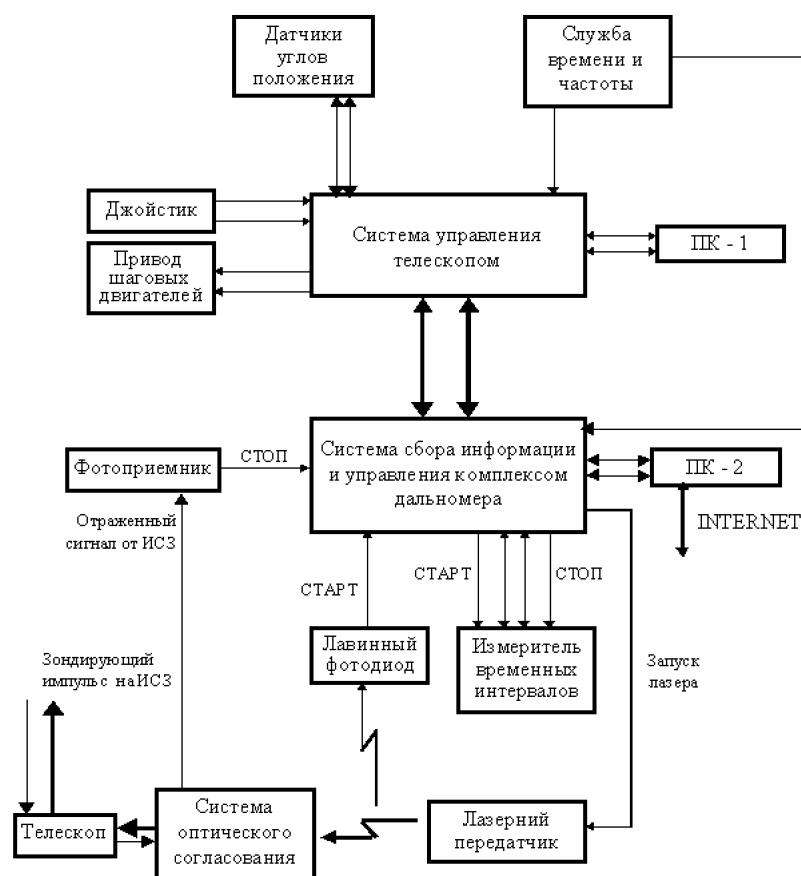 Датчики
углов
положения
Служба
времени и
частоты
Джойстик
Система управления
телескопом
ПК - 1
Привод
шаговых
двигателей
Фотоприемник
СТОП
Система сбора информации
и управления комплексом
дальномера
ПК - 2
Отраженный
сигнал от ИСЗ
INTERNET
СТАРТ
СТАРТ
СТОП
Лавинный
фотодиод
Измеритель
временных
интервалов
Запуск
лазера
Зондирующий
импульс на ИСЗ
Телескоп
Система
оптического
согласования
Лазерний
передатчик